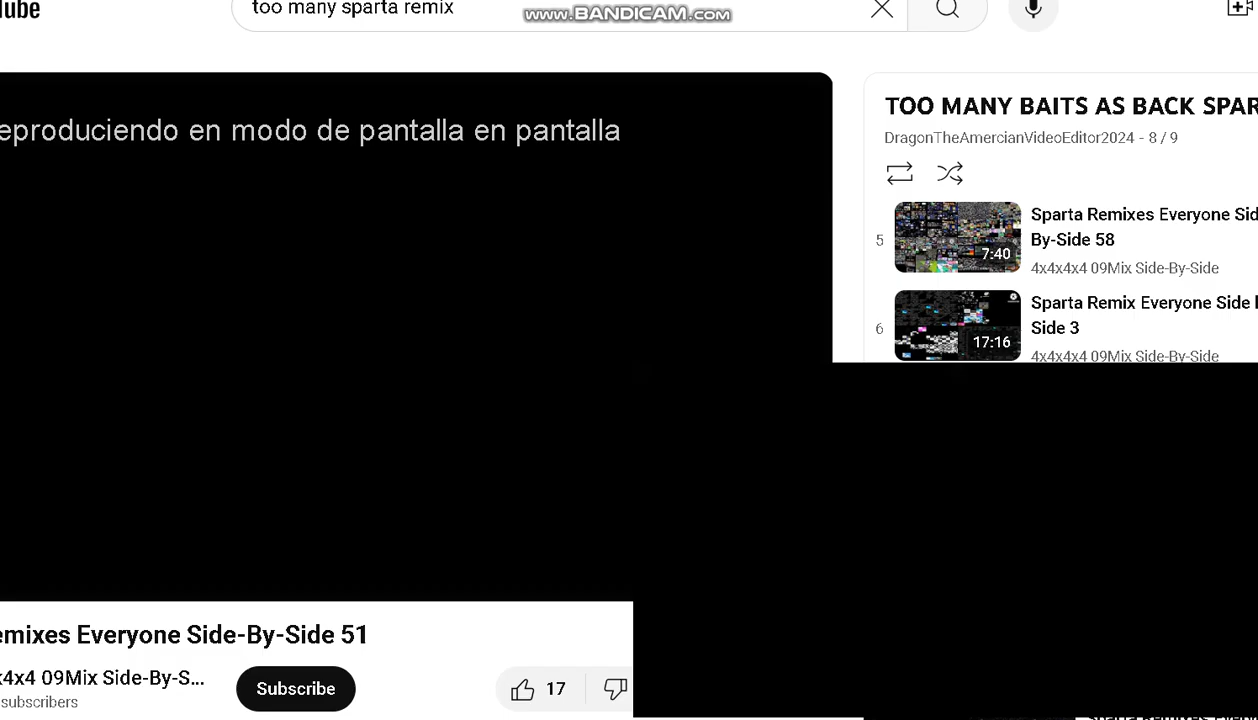 ube
too many sparta remix
www.BANDICAM.com
eproduciendo en modo de pantalla en pantalla
TOO MANY BAITS AS BACK SPAR
DragonTheAmercianVideoEditor2024 - 8 / 9
5
7:40
Sparta Remixes Everyone Sid
By-Side 58
4x4x4x4 09Mix Side-By-Side
6
17:16
Sparta Remix Everyone Side
Side 3
4x4x4x4 09Mix Side-By-Side
emixes Everyone Side-By-Side 51
x4x4 09Mix Side-By-S...
subscribers
Subscribe
17